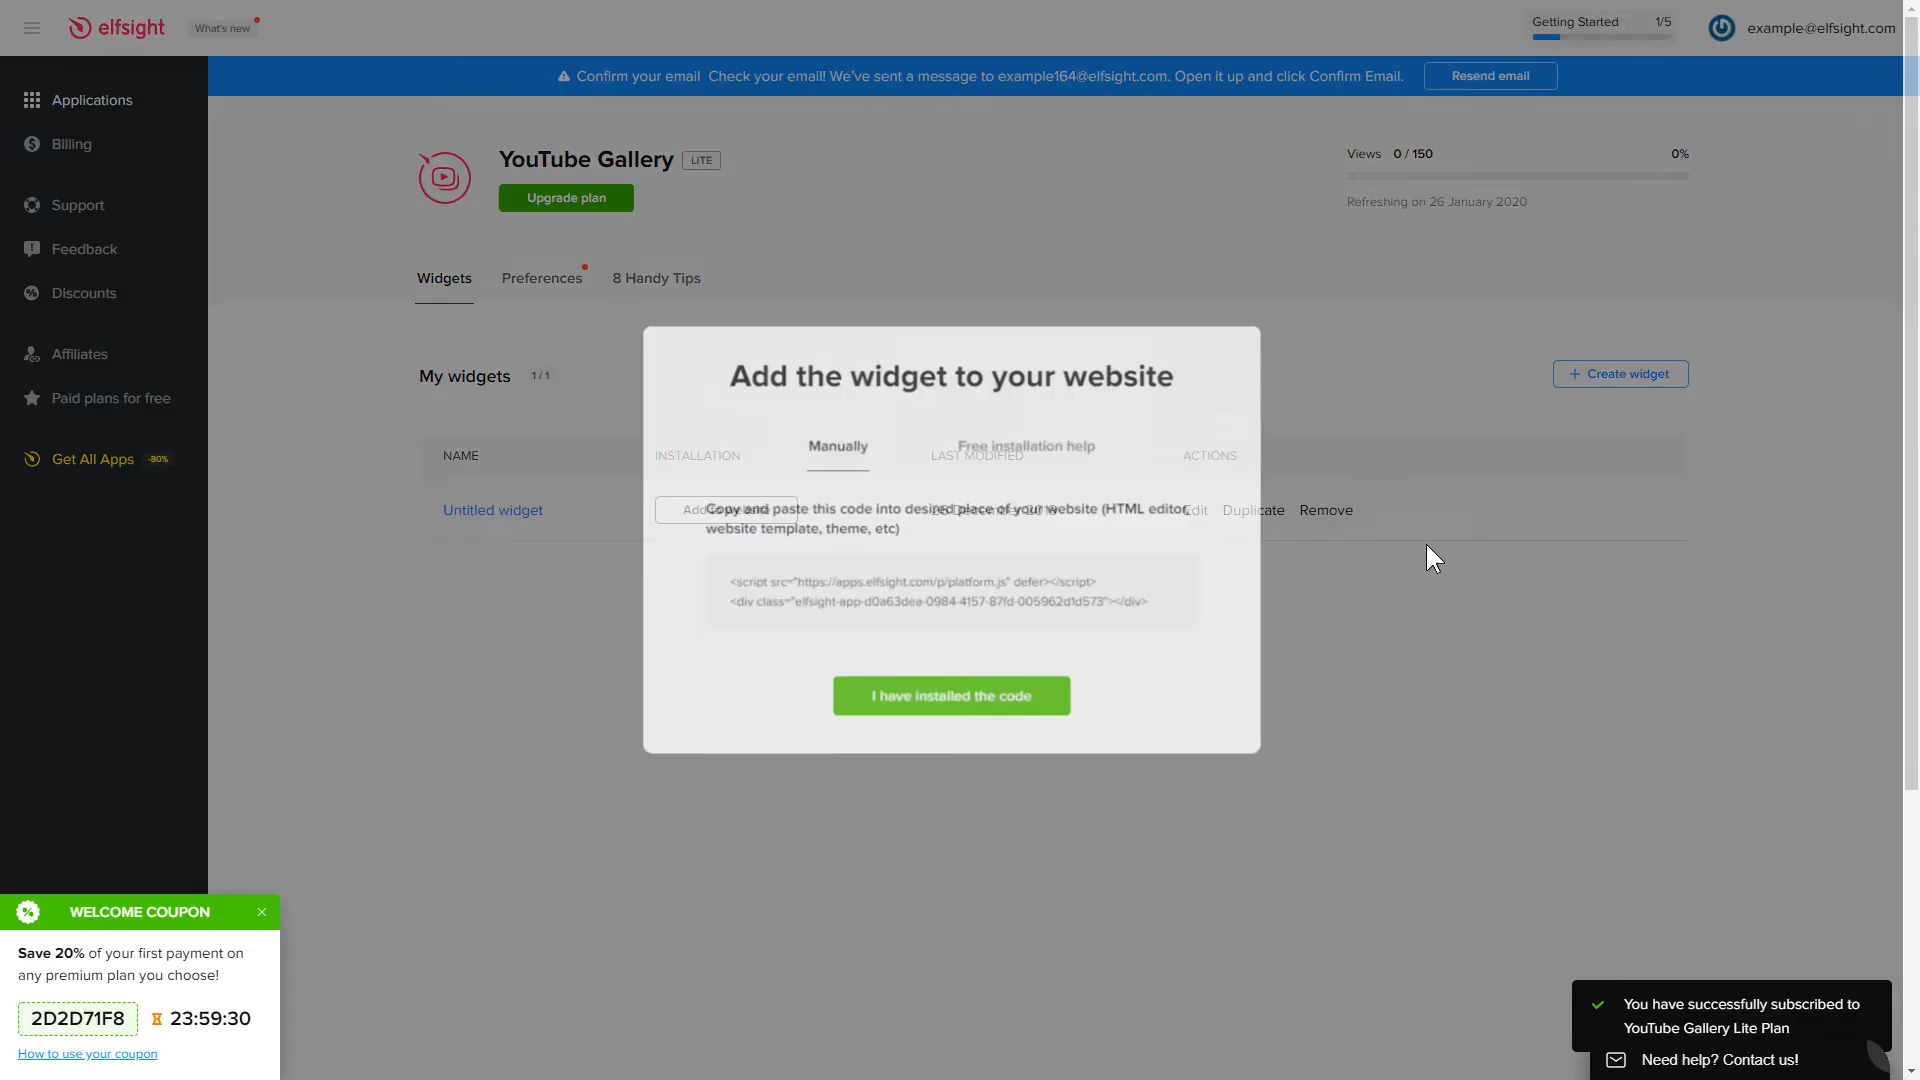 elfsight
What's new
Getting Started 1/5
example@elfsight.com
Confirm your email Check your email! We've sent a message to example164@elfsight.com. Open it up and click Confirm Email.
Resend email
Applications
Billing
Support
Feedback
Discounts
Affiliates
Paid plans for free
Get All Apps -80%
YouTube Gallery LITE
Upgrade plan
Views 0 / 150 0%
Refreshing on 26 January 2020
Widgets Preferences 8 Handy Tips
My widgets 1/1
+ Create widget
NAME INSTALLATION LAST MODIFIED ACTIONS
Untitled widget Add to website Edit Duplicate Remove
Add the widget to your website
Manually Free installation help
Copy and paste this code into desired place of your website (HTML editor,
website template, theme, etc)
<script src="https://apps.elfsight.com/p/platform.js" defer></script>
<div class="elfsight-app-d0a63dea-0984-4157-87fd-005962d1d573"></div>
I have installed the code
WELCOME COUPON
Save 20% of your first payment on
any premium plan you choose!
2D2D71F8 23:59:30
How to use your coupon
You have successfully subscribed to
YouTube Gallery Lite Plan
Need help? Contact us!